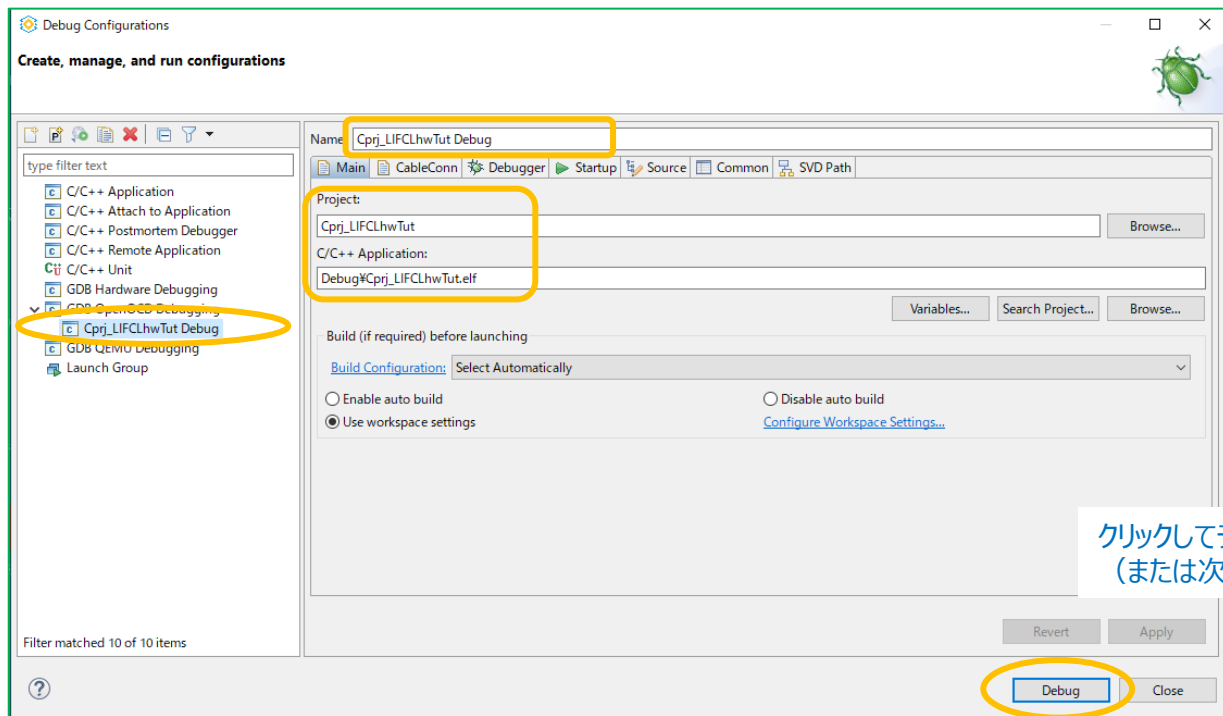 Debug Configurations
Create, manage, and run configurations
type filter text
C/C++ Application
C/C++ Attach to Application
C/C++ Postmortem Debugger
C/C++ Remote Application
C/C++ Unit
GDB Hardware Debugging
GDB OpenOCD Debugging
Cprj_LIFCLhwTut Debug
GDB QEMU Debugging
Launch Group
Filter matched 10 of 10 items
Name: Cprj_LIFCLhwTut Debug
Main CableConn Debugger Startup Source Common SVD Path
Project:
Cprj_LIFCLhwTut Browse...
C/C++ Application:
Debug¥Cprj_LIFCLhwTut.elf
Variables... Search Project... Browse...
Build (if required) before launching
Build Configuration: Select Automatically
Enable auto build Disable auto build
Use workspace settings Configure Workspace Settings...
クリックして
（または次
Revert Apply
Debug Close